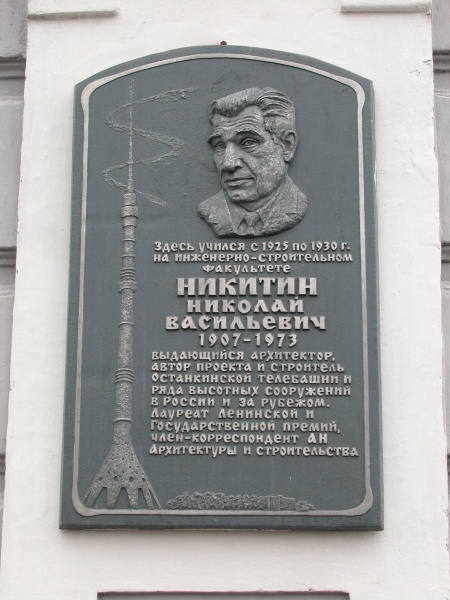 Здесь учился с 1925 по 1930 г.
на инженерно-строительном
факультете
НИКИТИН
НИКОЛАЙ
ВАСИЛЬЕВИЧ
1907-1973
выдающийся архитектор,
автор проекта и строитель
Останкинской телебашни и
ряда высотных сооружений
в России и за рубежом.
Лауреат Ленинской и
Государственной премий,
член-корреспондент АН
архитектуры и строительства